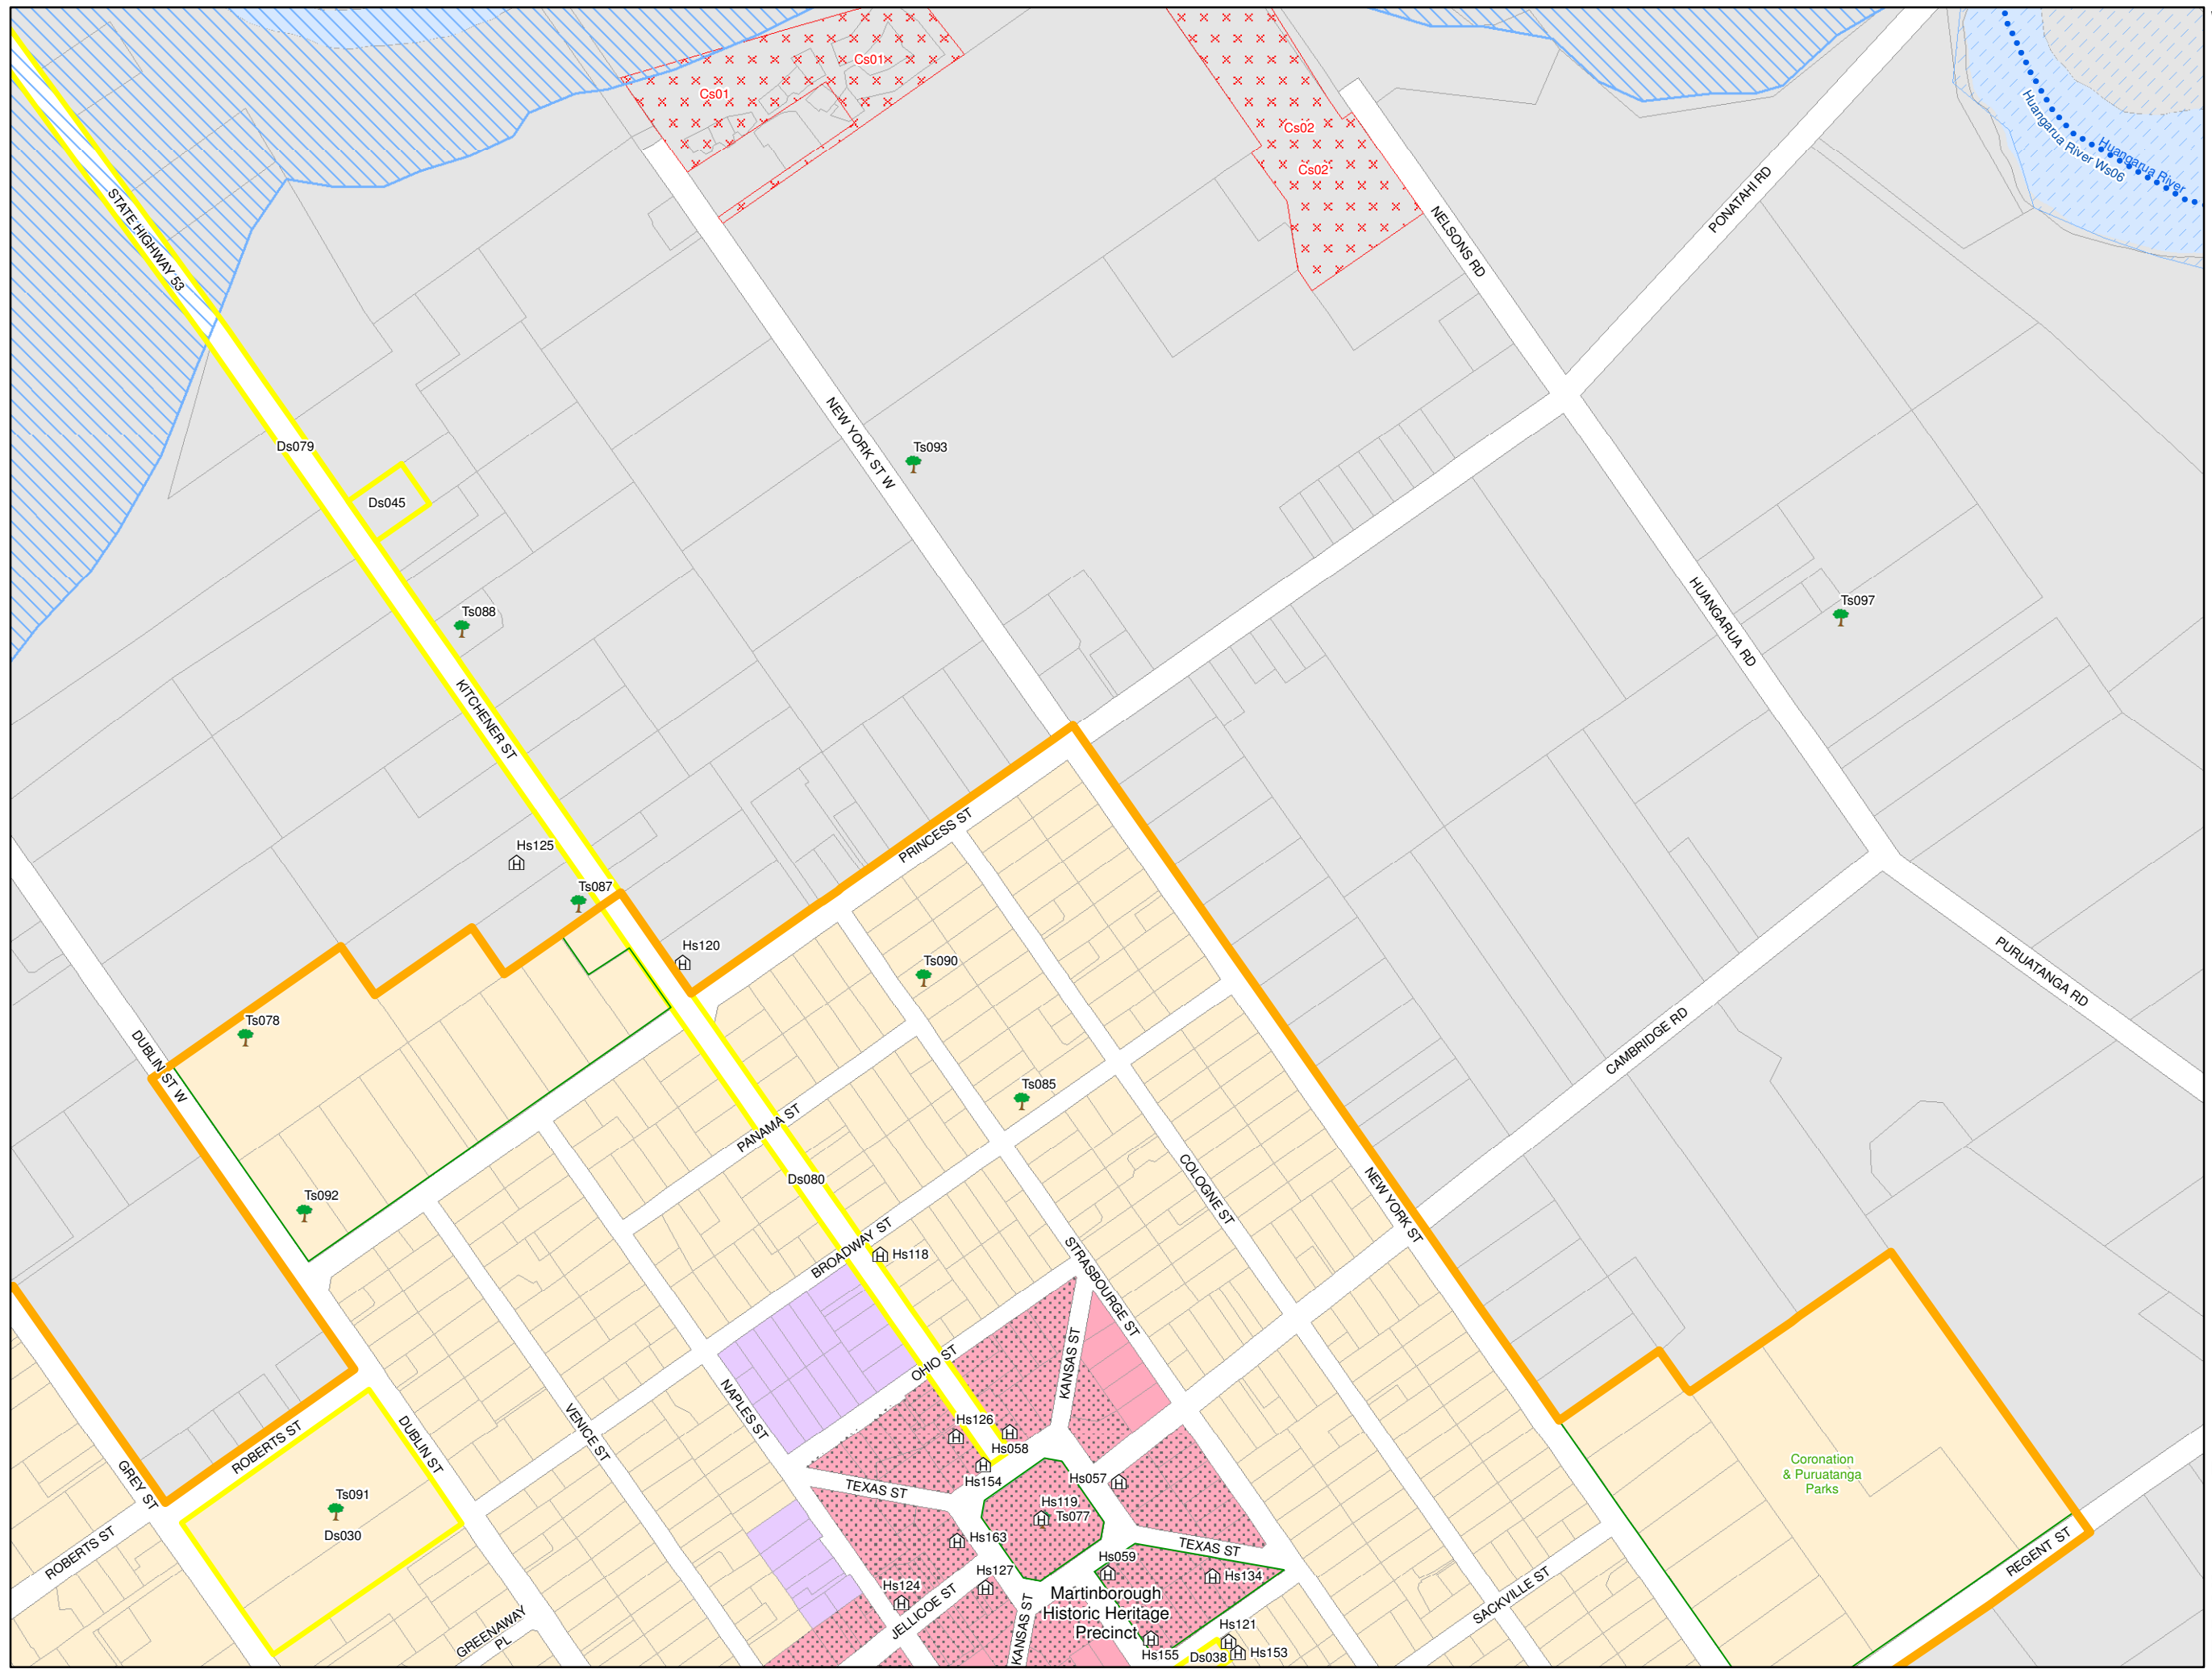 Cs01
Cs01
Cs02
Cs02
Huangarua River Ws06
Huangarua River
STATE HIGHWAY 53
NELSONS RD
PONATAHI RD
Ds079
NEW YORK ST W
Ts093
Ds045
Ts088
HUANGARUA RD
Ts097
KITCHENER ST
PRINCESS ST
Hs125
Ts087
Hs120
Ts090
PURUATANGA RD
Ts078
DUBLIN ST W
CAMBRIDGE RD
Ts085
PANAMA ST
Ts092
Ds080
COLOGNE ST
NEW YORK ST
BROADWAY ST
Hs118
STRASBOURGE ST
OHIO ST
KANSAS ST
NAPLES ST
VENICE ST
DUBLIN ST
ROBERTS ST
GREY ST
Hs126
Hs058
Hs154
Hs057
TEXAS ST
Coronation
& Puruatanga
Parks
Ts091
Ds030
Hs119
Ts077
Hs163
TEXAS ST
Hs059
Hs127
Hs134
Hs124
ROBERTS ST
REGENT ST
SACKVILLE ST
JELLICOE ST
KANSAS ST
Martinborough
Historic Heritage
Precinct
GREENAWAY
PL
Hs121
Hs155
Ds038
Hs153